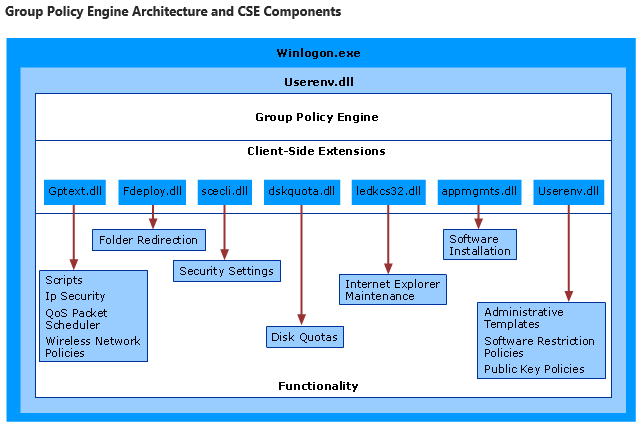 Group Policy Engine Architecture and CSE Components
Winlogon.exe
Userenv.dll
Group Policy Engine
Client-Side Extensions
Gptext.dll
Fdeploy.dll
scecli.dll
dskquota.dll
Iedkcs32.dll
appmgmts.dll
Userenv.dll
Folder Redirection
Software
Installation
Security Settings
Scripts
Ip Security
QoS Packet
Scheduler
Wireless Network
Policies
Internet Explorer
Maintenance
Disk Quotas
Administrative
Templates
Software Restriction
Policies
Public Key Policies
Functionality